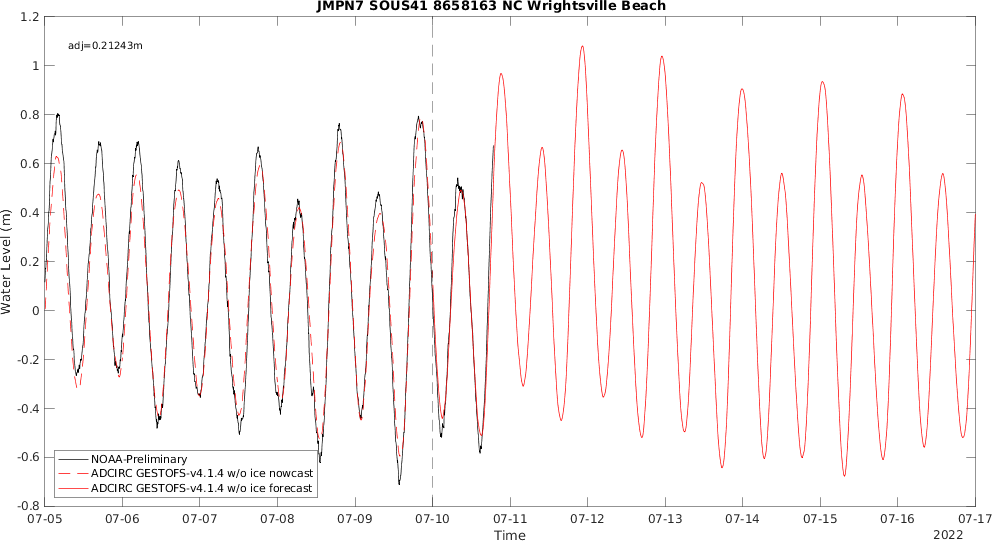 JMPN7 SOUS41 8658163 NC Wrightsville Beach
adj=0.21243m
1.2
1
0.8
0.6
0.4
0.2
0
-0.2
-0.4
-0.6
-0.8
Water Level (m)
NOAA-Preliminary
ADCIRC GESTOFS-v4.1.4 w/o ice nowcast
ADCIRC GESTOFS-v4.1.4 w/o ice forecast
07-05 07-06 07-07 07-08 07-09 07-10 07-11 07-12 07-13 07-14 07-15 07-16 07-17
Time
2022